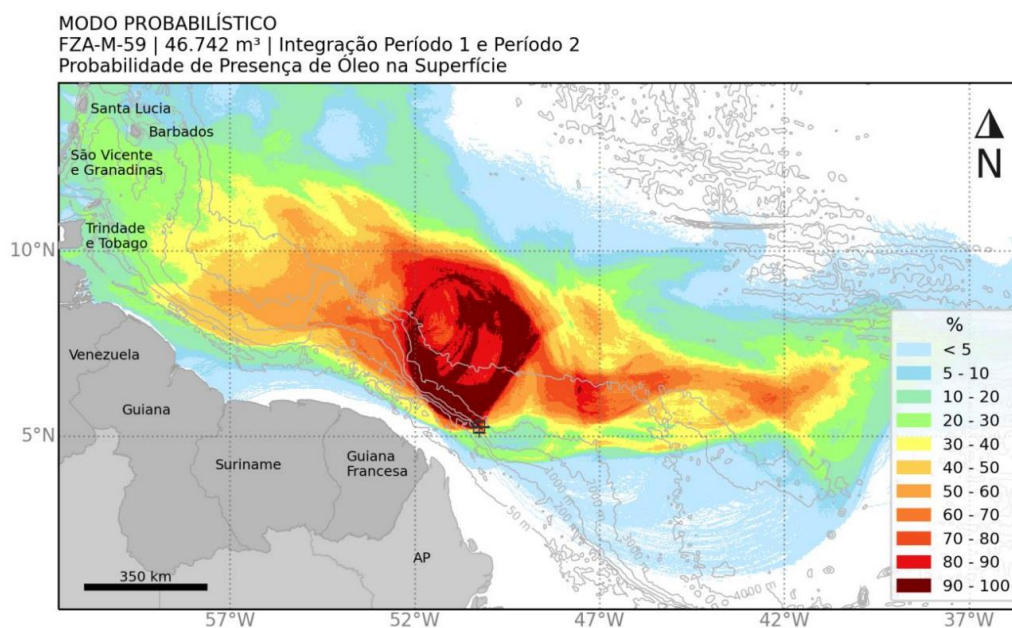 MODO PROBABILÍSTICO
FZA-M-59 | 46.742 m³ | Integração Período 1 e Período 2
Probabilidade de Presença de Óleo na Superfície
Santa Lucia
Barbados
São Vicente
e Granadinas
Trindade
e Tobago
N
10°N
Venezuela
Guiana
Suriname
Guiana
Francesa
AP
5°N
50 m
1000 m
4000 m
350 km
%
< 5
5 - 10
10 - 20
20 - 30
30 - 40
40 - 50
50 - 60
60 - 70
70 - 80
80 - 90
90 - 100
57°W
52°W
47°W
42°W
37°W